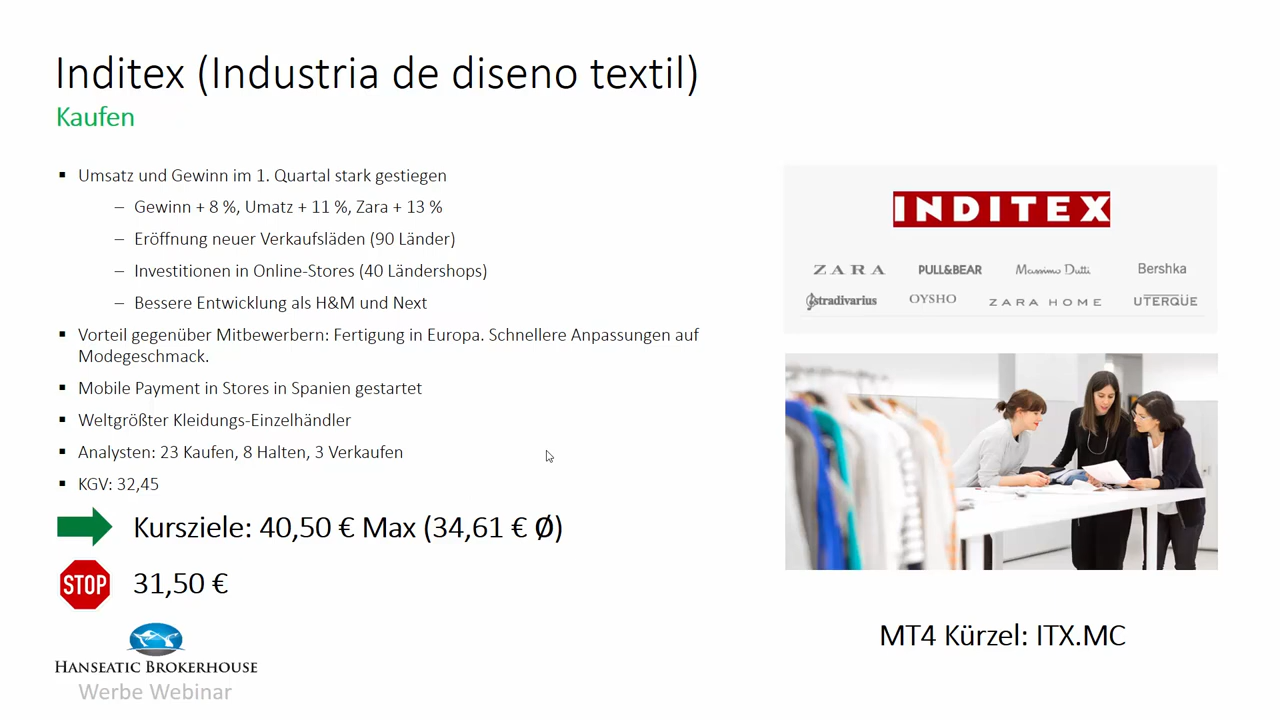 Inditex (Industria de diseno textil)
Kaufen
▪ Umsatz und Gewinn im 1. Quartal stark gestiegen
– Gewinn + 8 %, Umatz + 11 %, Zara + 13 %
– Eröffnung neuer Verkaufsläden (90 Länder)
– Investitionen in Online-Stores (40 Ländershops)
– Bessere Entwicklung als H&M und Next
▪ Vorteil gegenüber Mitbewerbern: Fertigung in Europa. Schnellere Anpassungen auf
Modegeschmack.
▪ Mobile Payment in Stores in Spanien gestartet
▪ Weltgrößter Kleidungs-Einzelhändler
▪ Analysten: 23 Kaufen, 8 Halten, 3 Verkaufen
▪ KGV: 32,45
Kursziele: 40,50 € Max (34,61 € Ø)
STOP 31,50 €
HANSEATIC BROKERHOUSE
Werbe Webinar
INDITEX
ZARA PULL&BEAR Massimo Dutti Bershka
stradivarius OYSHO ZARA HOME UTERQÜE
MT4 Kürzel: ITX.MC